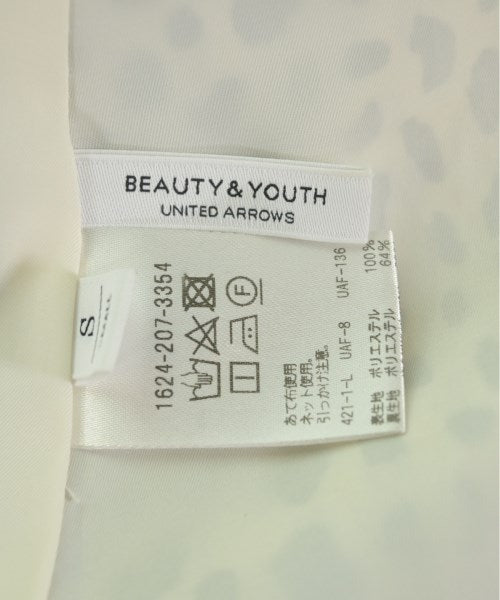 BEAUTY & YOUTH
UNITED ARROWS
S
SMALL
1624-207-3354
F
あて布使用
ネット使用。
引っかけ注意。
421-1-L UAF-8 UAF-136
表生地 ポリエステル 100%
裏生地 ポリエステル 64%